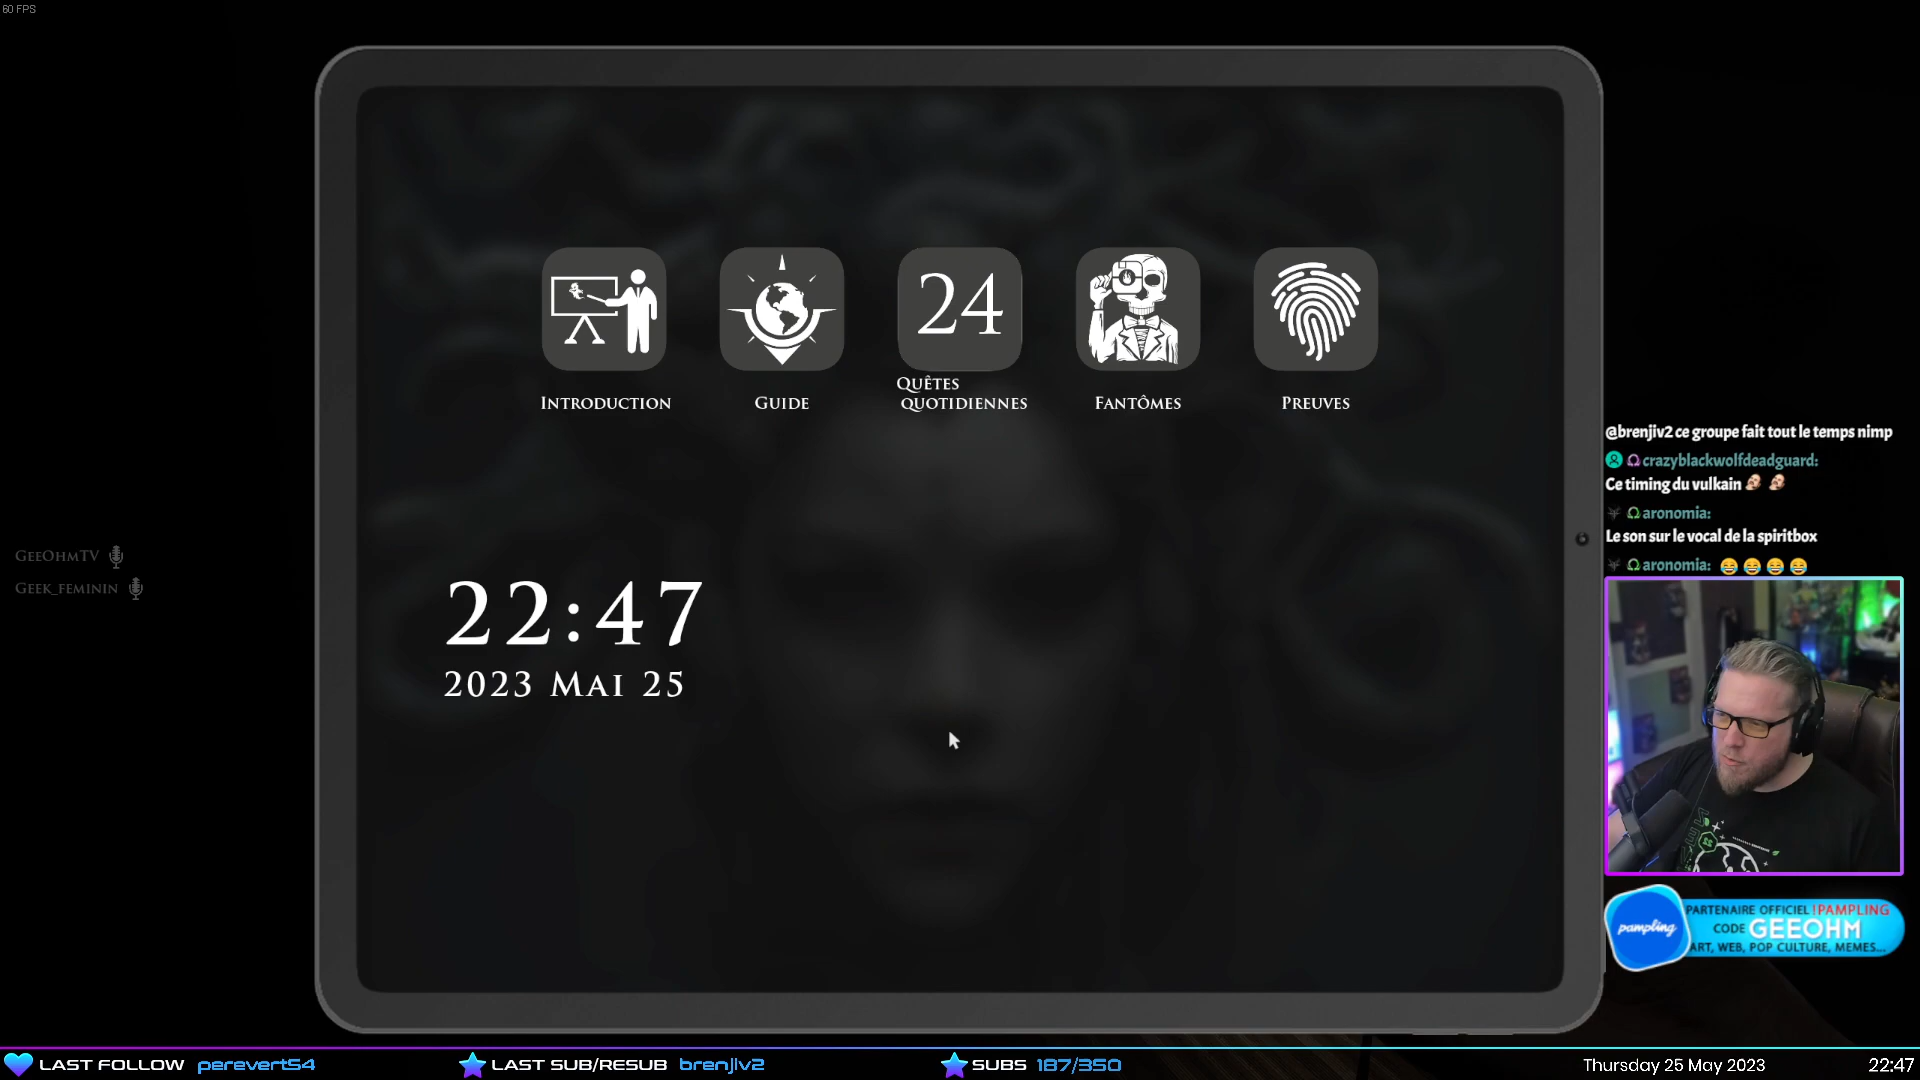 60 FPS
24
INTRODUCTION
GUIDE
QUÊTES
QUOTIDIENNES
FANTÔMES
PREUVES
@brenjiv2 ce groupe fait tout le temps nimp
crazyblackwolfdeadguard:
Ce timing du vulkain
aronomia:
Le son sur le vocal de la spiritbox
aronomia:
GEEOHMTV
GEEK_FEMININ
22:47
2023 MAI 25
pampling
PARTENAIRE OFFICIEL !PAMPLING
CODE GEEOHM
ART, WEB, POP CULTURE, MEMES...
LAST FOLLOW perevert54
LAST SUB/RESUB brenjiv2
SUBS 187/350
Thursday 25 May 2023
22:47